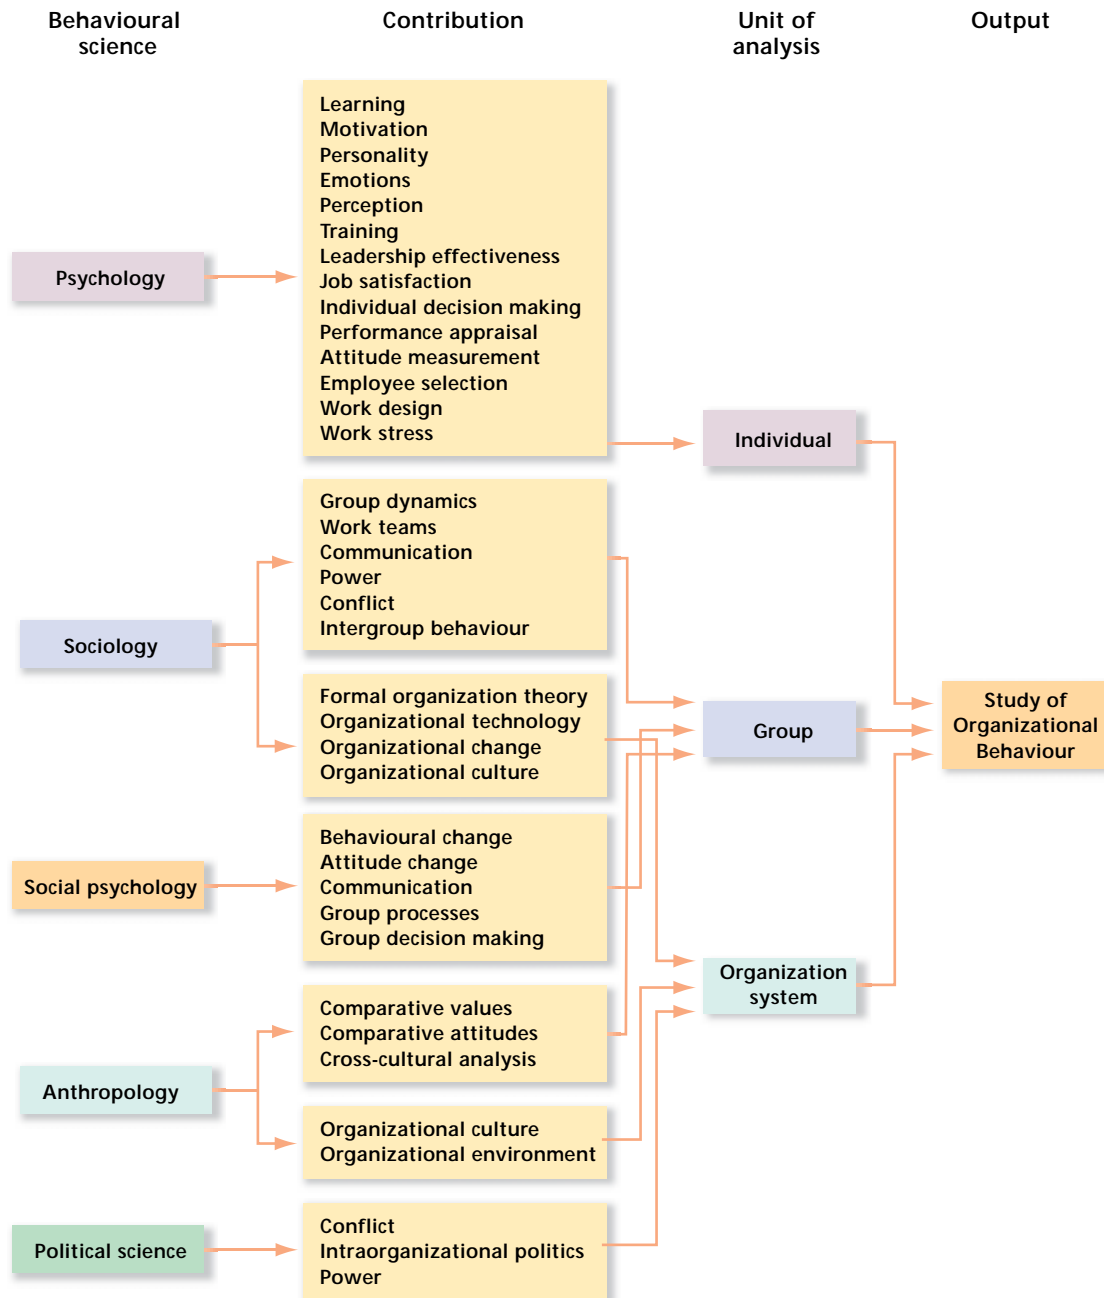 Behavioural
science
Contribution
Unit of
analysis
Output
Psychology
Learning
Motivation
Personality
Emotions
Perception
Training
Leadership effectiveness
Job satisfaction
Individual decision making
Performance appraisal
Attitude measurement
Employee selection
Work design
Work stress
Individual
Sociology
Group dynamics
Work teams
Communication
Power
Conflict
Intergroup behaviour
Formal organization theory
Organizational technology
Organizational change
Organizational culture
Group
Study of
Organizational
Behaviour
Social psychology
Behavioural change
Attitude change
Communication
Group processes
Group decision making
Organization
system
Anthropology
Comparative values
Comparative attitudes
Cross-cultural analysis
Organizational culture
Organizational environment
Political science
Conflict
Intraorganizational politics
Power